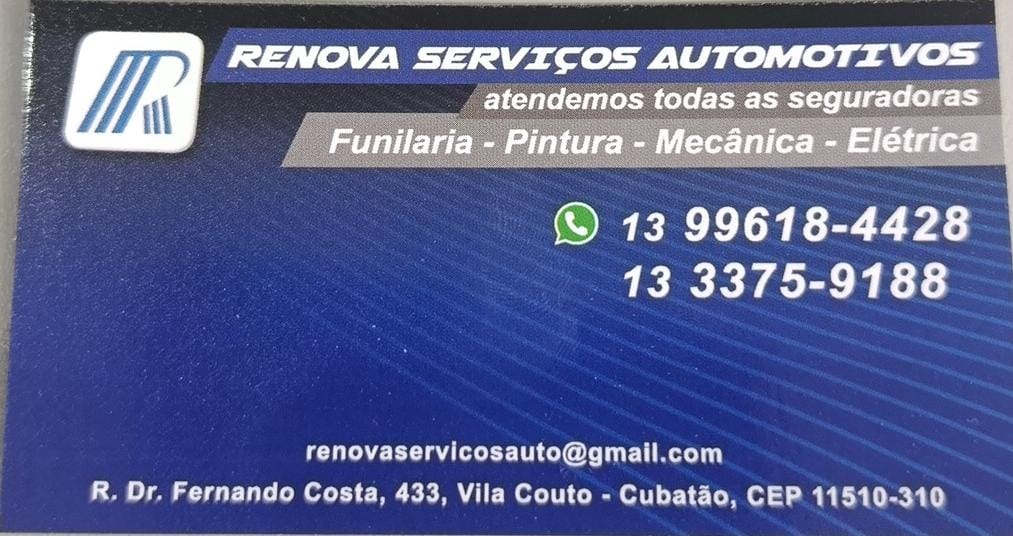 RENOVA SERVIÇOS AUTOMOTIVOS
atendemos todas as seguradoras
Funilaria - Pintura - Mecânica - Elétrica
13 99618-4428
13 3375-9188
renovaservicosauto@gmail.com
R. Dr. Fernando Costa, 433, Vila Couto - Cubatão, CEP 11510-310